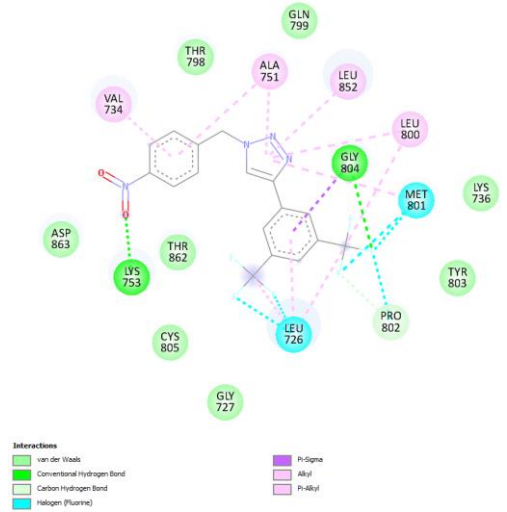 GLN
799
THR
798
ALA
751
LEU
852
VAL
734
LEU
800
N
N
N
GLY
804
MET
801
LYS
736
N
O
O
ASP
863
THR
862
LYS
753
TYR
803
PRO
802
LEU
726
CYS
805
GLY
727
Interactions
van der Waals
Conventional Hydrogen Bond
Carbon Hydrogen Bond
Halogen (Fluorine)
Pi-Sigma
Alkyl
Pi-Alkyl